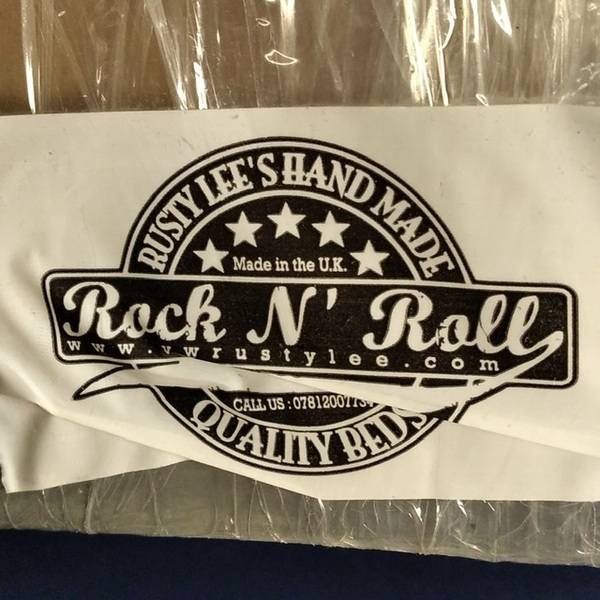 RUSTY LEE'S HAND MADE
Made in the U.K.
Rock N' Roll
www.vwrustylee.com
CALL US :
QUALITY BEDS